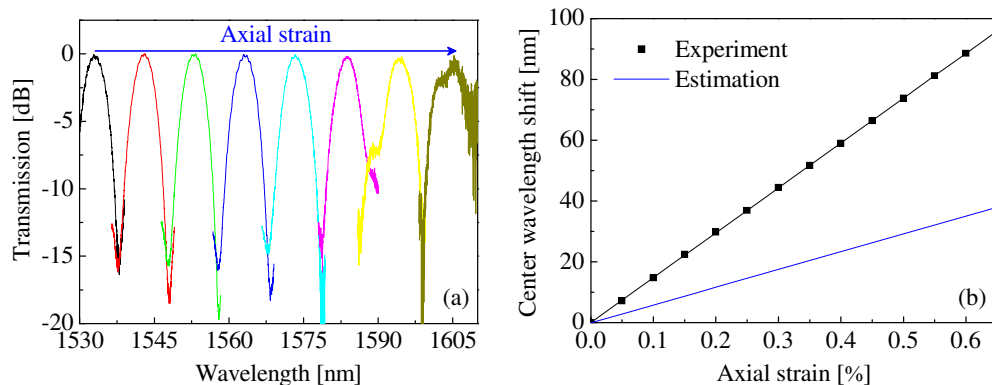 Axial strain
0
-5
-10
-15
-20
Transmission [dB]
1530 1545 1560 1575 1590 1605
Wavelength [nm]
(a)
100
80
60
40
20
0
Center wavelength shift [nm]
Experiment
Estimation
0.0 0.1 0.2 0.3 0.4 0.5 0.6
Axial strain [%]
(b)